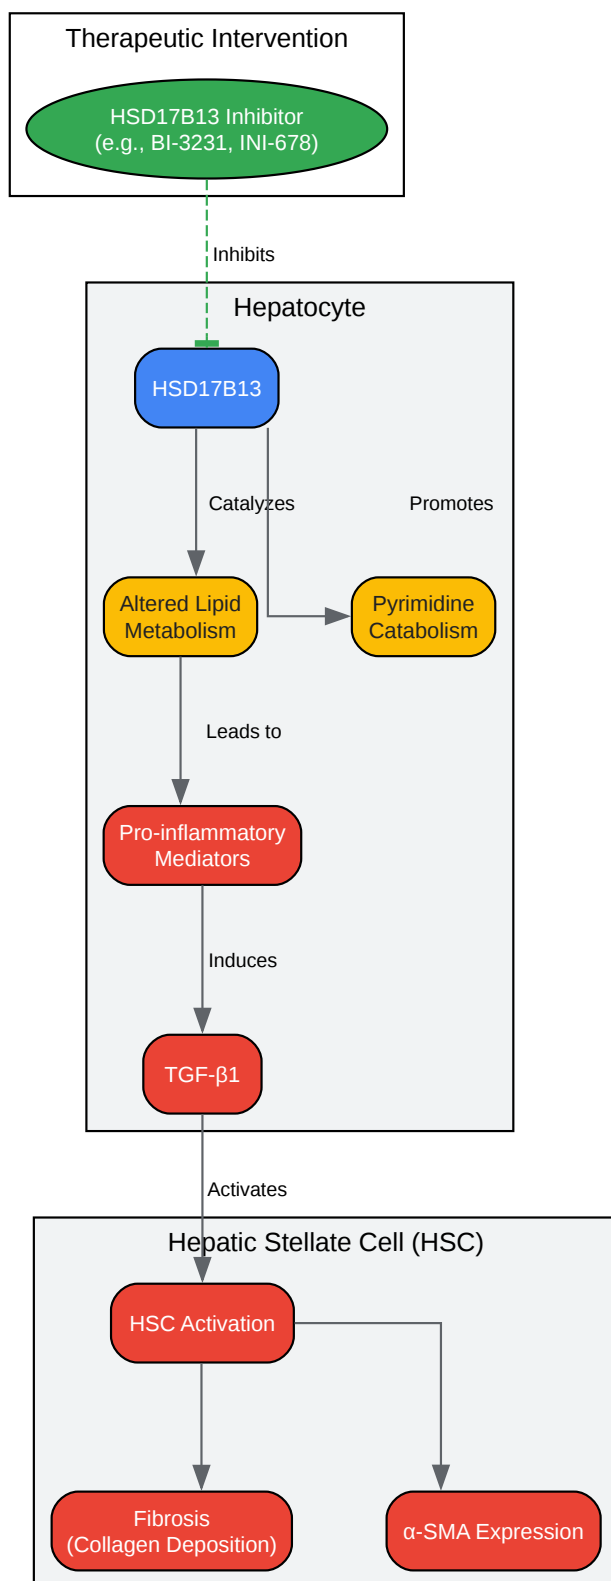 Therapeutic Intervention
HSD17B13 Inhibitor
(e.g., BI-3231, INI-678)
Inhibits
Hepatocyte
HSD17B13
Catalyzes
Promotes
Altered Lipid
Metabolism
Pyrimidine
Catabolism
Leads to
Pro-inflammatory
Mediators
Induces
TGF-β1
Activates
Hepatic Stellate Cell (HSC)
HSC Activation
Fibrosis
(Collagen Deposition)
α-SMA Expression